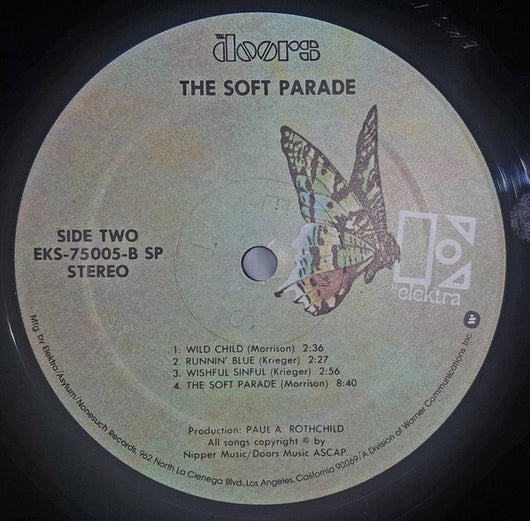 the doors
THE SOFT PARADE
SIDE TWO
EKS-75005-B SP
STEREO
elektra
1. WILD CHILD (Morrison) 2:36
2. RUNNIN' BLUE (Krieger) 2:27
3. WISHFUL SINFUL (Krieger) 2:56
4. THE SOFT PARADE (Morrison) 8:40
Production: PAUL A. ROTHCHILD
All songs copyright © by
Nipper Music/Doors Music ASCAP.
Mfg. by Elektra/Asylum/Nonesuch Records, 962 North La Cienega Blvd., Los Angeles, California 90069/A Division of Warner Communications Inc.